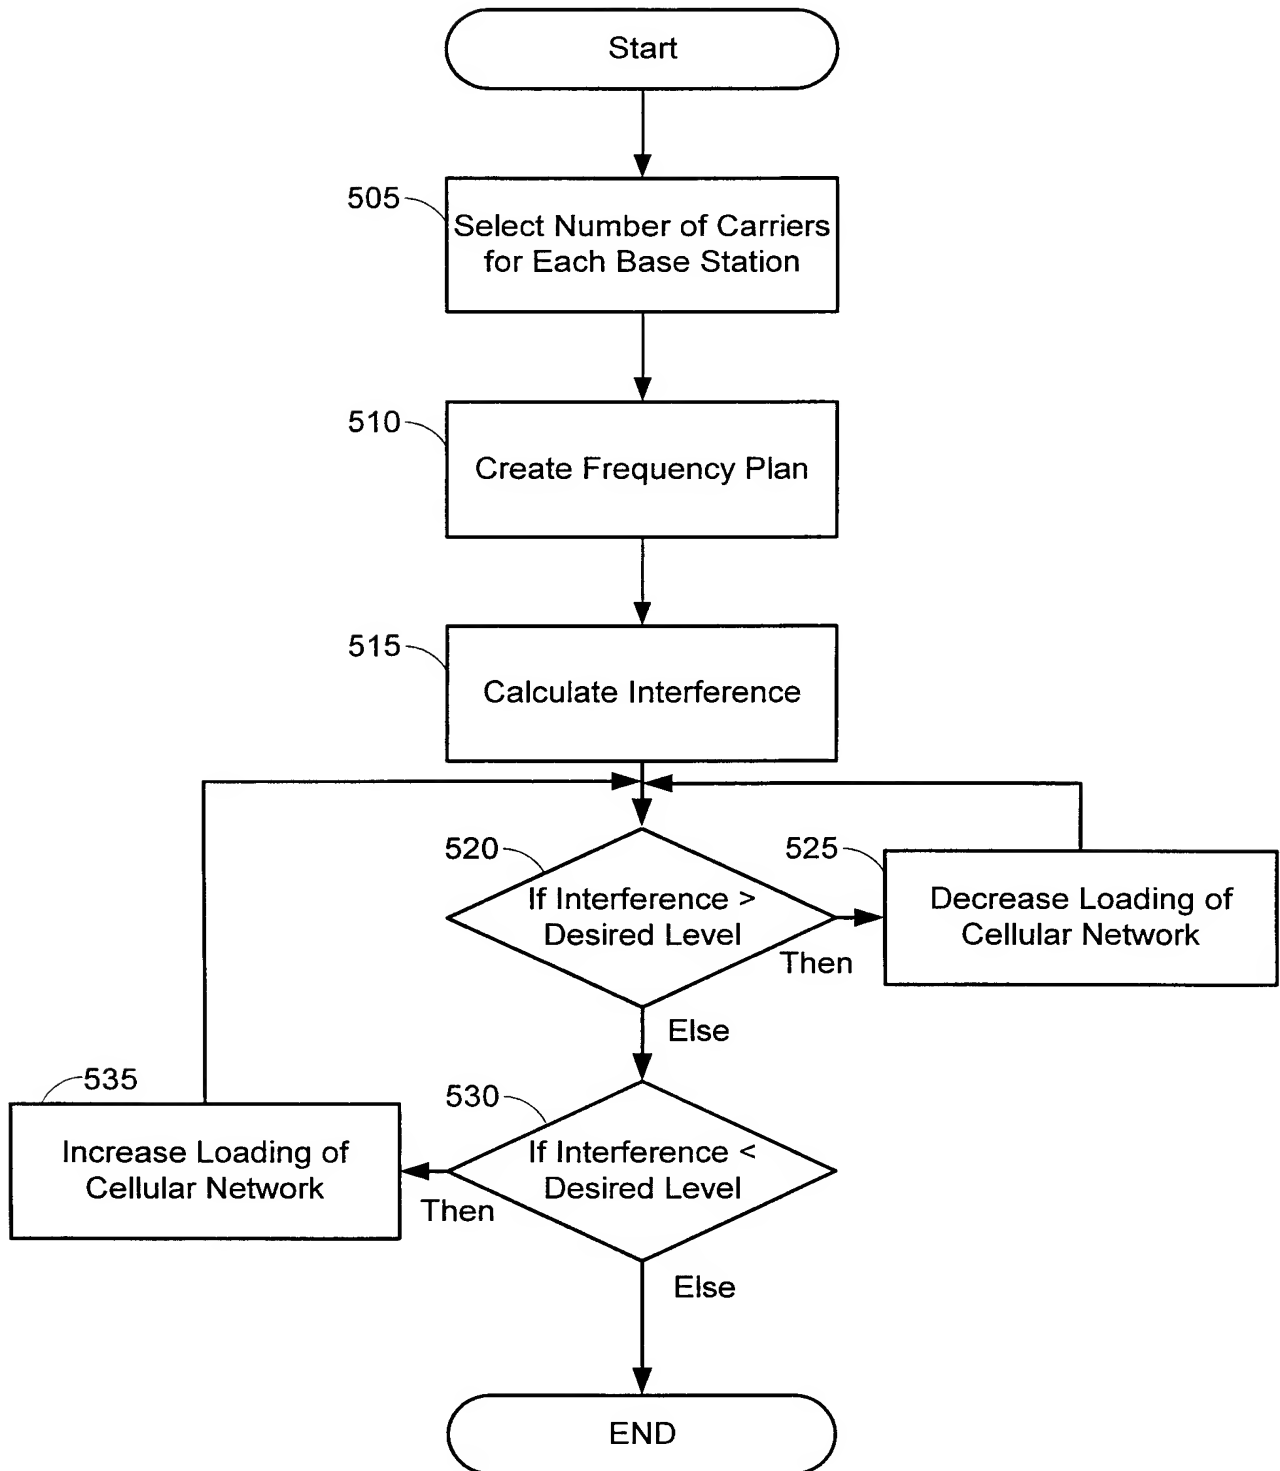 Start
505
Select Number of Carriers
for Each Base Station
510
Create Frequency Plan
515
Calculate Interference
520
If Interference >
Desired Level
Then
525
Decrease Loading of
Cellular Network
Else
530
If Interference <
Desired Level
Then
535
Increase Loading of
Cellular Network
Else
END